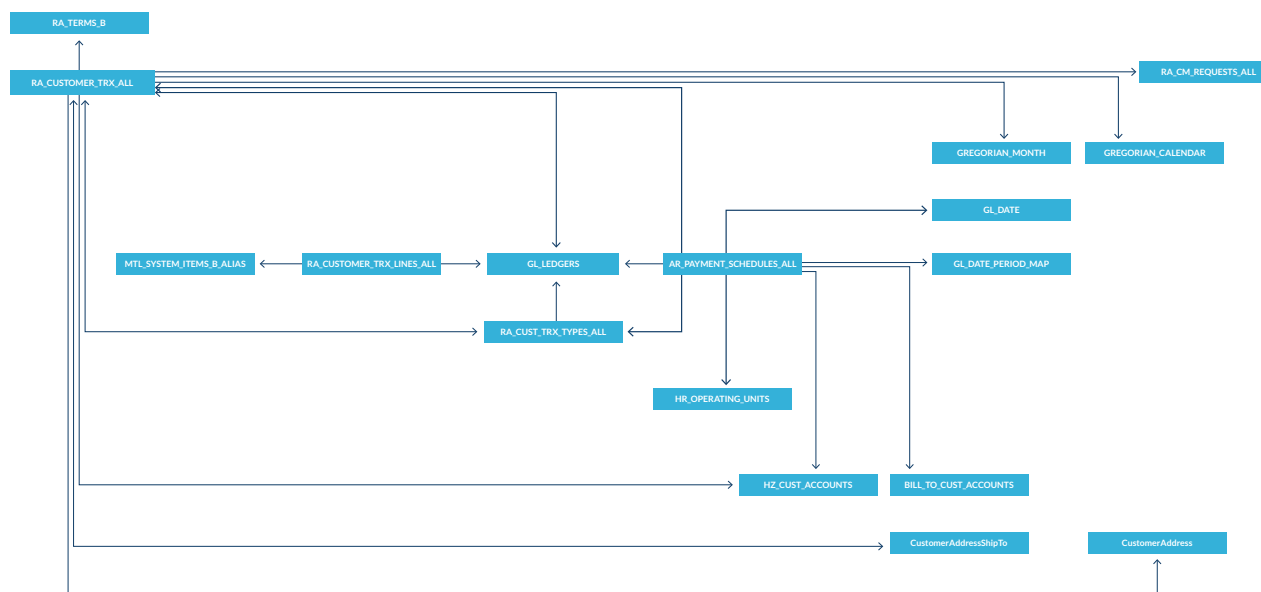 RA_TERMS_B
RA_CUSTOMER_TRX_ALL
RA_CM_REQUESTS_ALL
GREGORIAN_MONTH
GREGORIAN_CALENDAR
GL_DATE
MTL_SYSTEM_ITEMS_B_ALIAS
RA_CUSTOMER_TRX_LINES_ALL
GL_LEDGERS
AR_PAYMENT_SCHEDULES_ALL
GL_DATE_PERIOD_MAP
RA_CUST_TRX_TYPES_ALL
HR_OPERATING_UNITS
HZ_CUST_ACCOUNTS
BILL_TO_CUST_ACCOUNTS
CustomerAddressShipTo
CustomerAddress